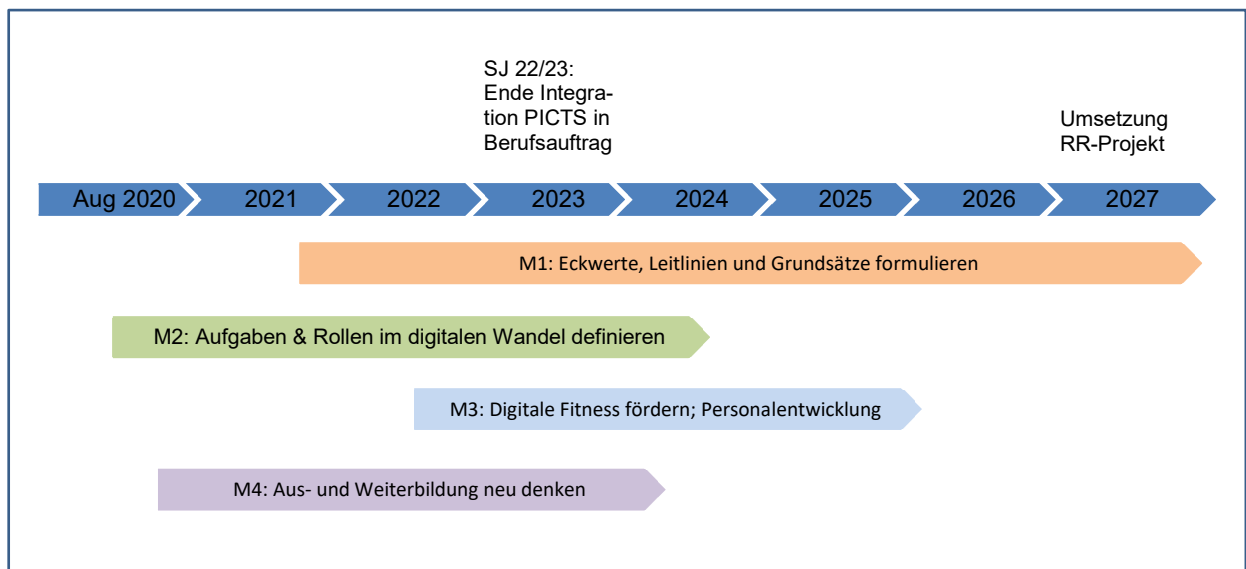 SJ 22/23:
Ende Integra-
tion PICTS in
Berufsauftrag
Umsetzung
RR-Projekt
Aug 2020 2021 2022 2023 2024 2025 2026 2027
M1: Eckwerte, Leitlinien und Grundsätze formulieren
M2: Aufgaben & Rollen im digitalen Wandel definieren
M3: Digitale Fitness fördern; Personalentwicklung
M4: Aus- und Weiterbildung neu denken